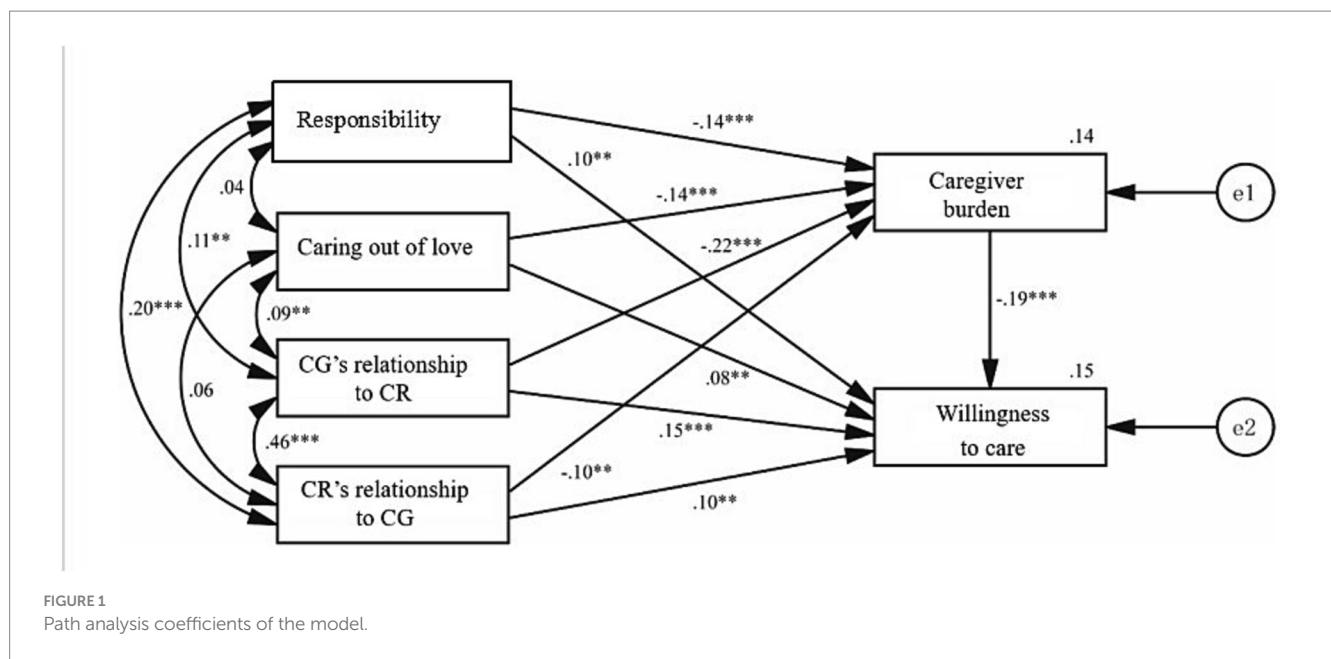 Responsibility
-.14***
.14
.10**
Caregiver
burden
e1
.04
-.14***
.11**
Caring out of love
-.22***
.20***
.09**
-.19***
CG's relationship
to CR
.06
.08**
.15
Willingness
to care
e2
.15***
.46***
-.10**
CR's relationship
to CG
.10**
FIGURE 1
Path analysis coefficients of the model.